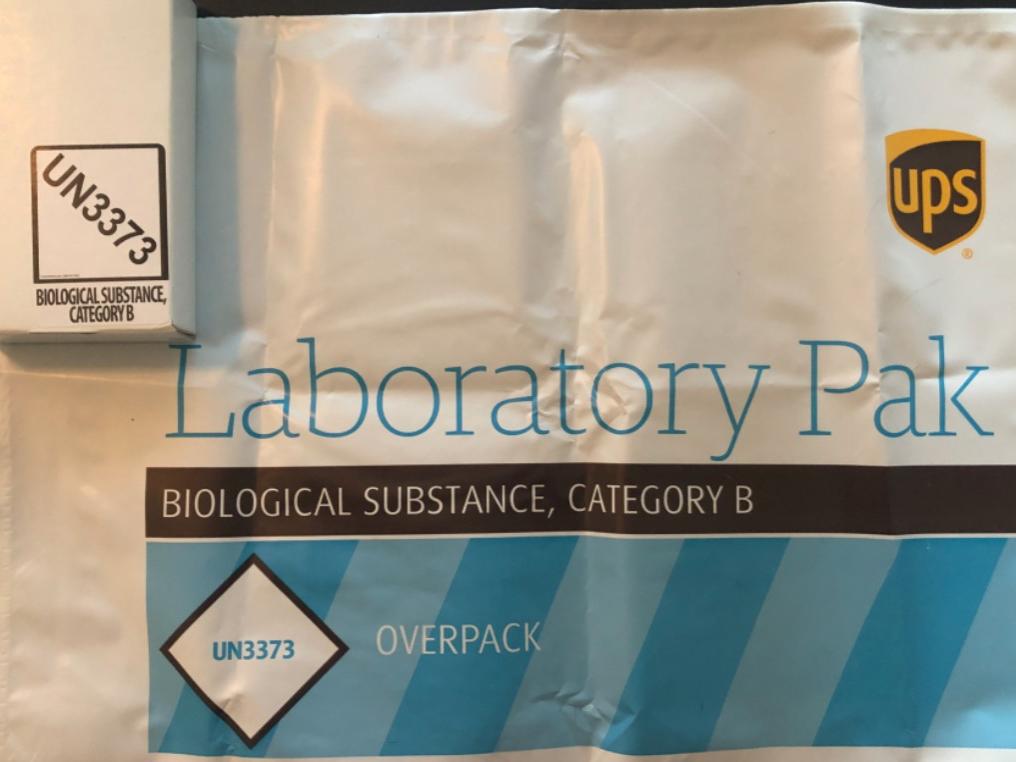 UN3373
BIOLOGICAL SUBSTANCE,
CATEGORY B
ups
®
Laboratory Pak
BIOLOGICAL SUBSTANCE, CATEGORY B
UN3373
OVERPACK